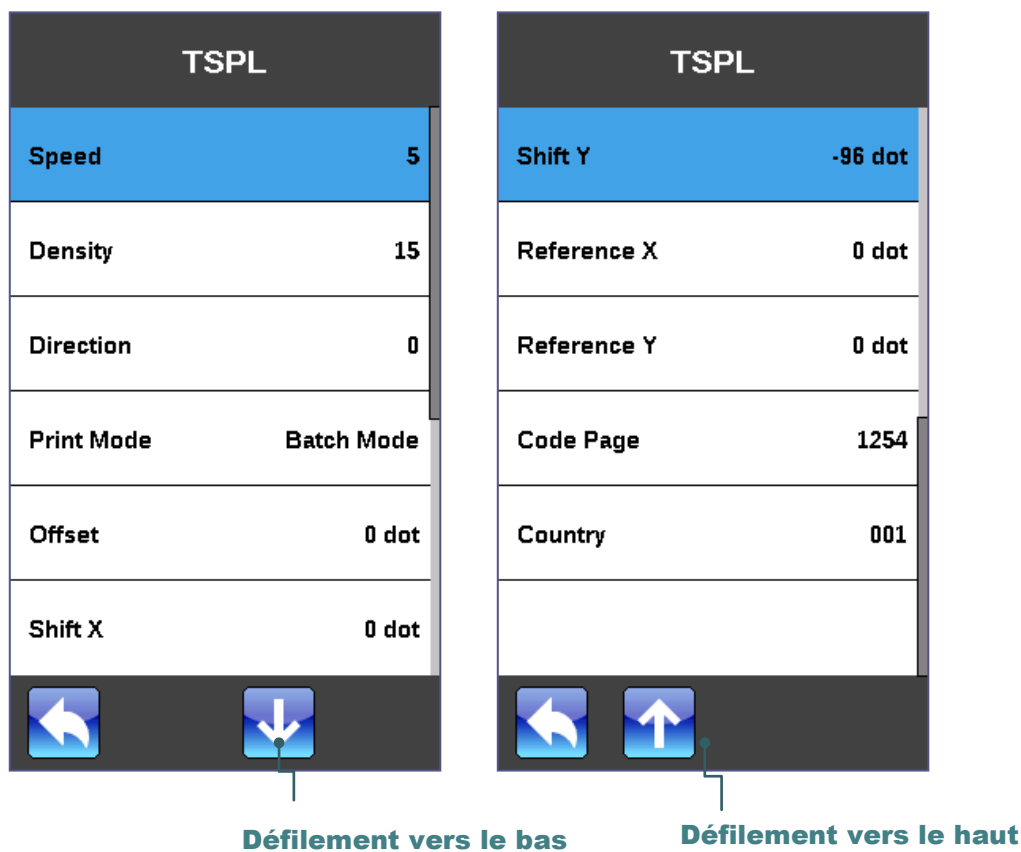 TSPL
Speed 5
Density 15
Direction 0
Print Mode Batch Mode
Offset 0 dot
Shift X 0 dot
Défilement vers le bas
TSPL
Shift Y -96 dot
Reference X 0 dot
Reference Y 0 dot
Code Page 1254
Country 001
Défilement vers le haut